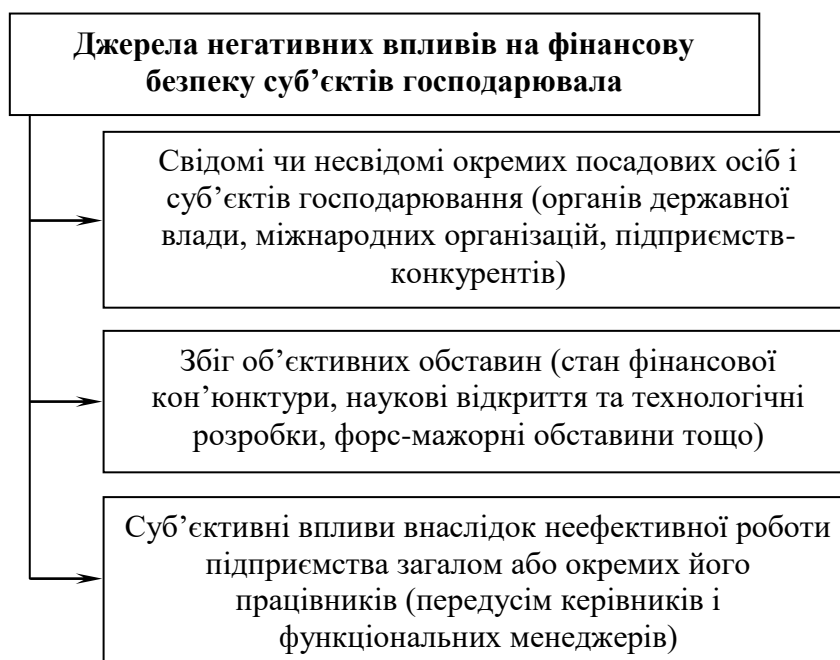 Джерела негативних впливів на фінансову
безпеку суб’єктів господарювала
Свідомі чи несвідомі окремих посадових осіб і
суб’єктів господарювання (органів державної
влади, міжнародних організацій, підприємств-
конкурентів)
Збіг об’єктивних обставин (стан фінансової
кон’юнктури, наукові відкриття та технологічні
розробки, форс-мажорні обставини тощо)
Суб’єктивні впливи внаслідок неефективної роботи
підприємства загалом або окремих його
працівників (передусім керівників і
функціональних менеджерів)